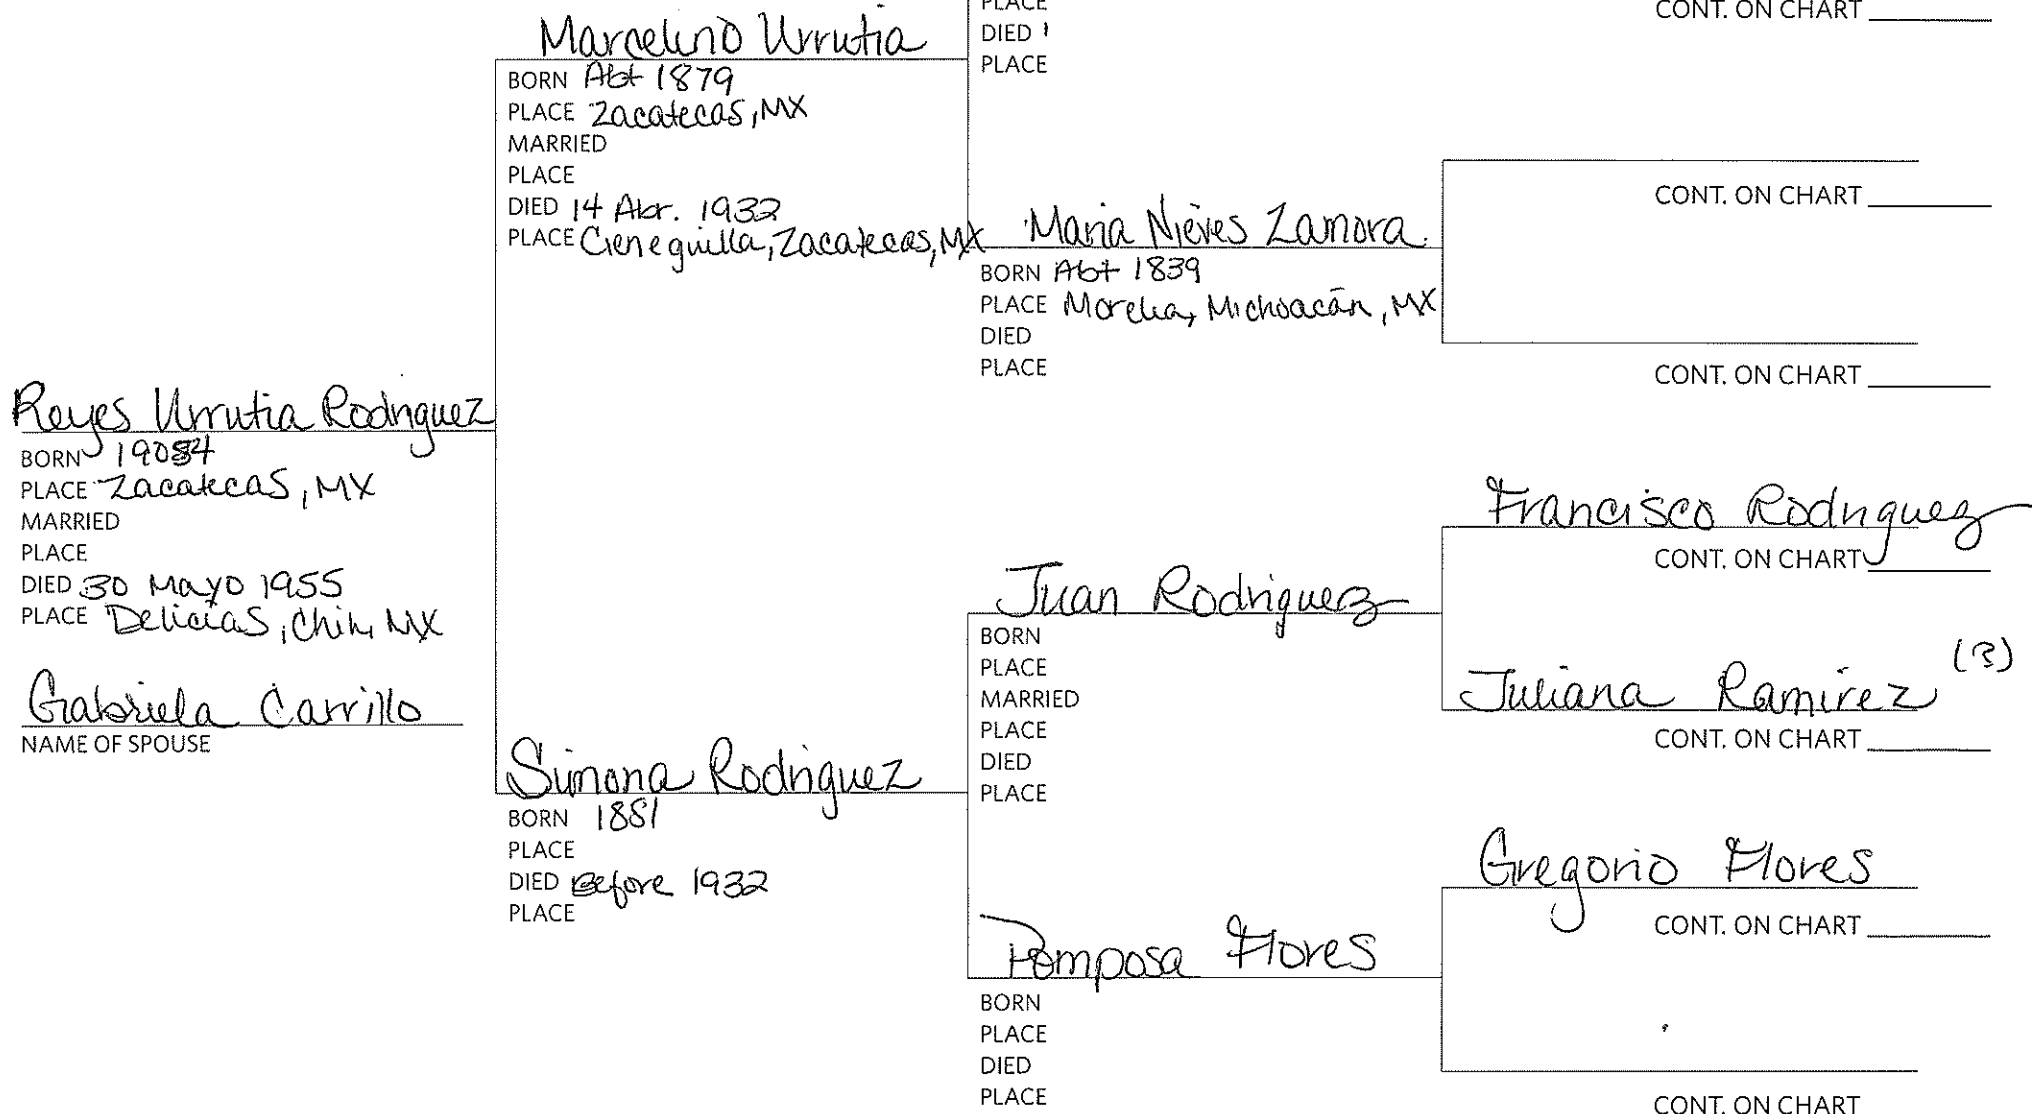 PLACE
DIED
PLACE
CONT. ON CHART
Marcelino Urrutia
BORN Abt 1879
PLACE Zacatecas, MX
MARRIED
PLACE
DIED 14 Abr. 1932
PLACE Cieneguilla, Zacatecas, MX
CONT. ON CHART
Maria Nieves Zamora
BORN Abt 1839
PLACE Morelia, Michoacán, MX
DIED
PLACE
CONT. ON CHART
Reyes Urrutia Rodriguez
BORN
PLACE Zacatecas, MX
MARRIED
PLACE
DIED 30 Mayo 1955
PLACE Delicias, Chih, MX
Gabriela Carrillo
NAME OF SPOUSE
Francisco Rodriguez
CONT. ON CHART
Juan Rodriguez
BORN
PLACE
MARRIED
PLACE
DIED
PLACE
Juliana Ramirez (3)
CONT. ON CHART
Simona Rodriguez
BORN 1881
PLACE
DIED Before 1932
PLACE
Gregorio Flores
CONT. ON CHART
Pomposa Flores
BORN
PLACE
DIED
PLACE
CONT. ON CHART